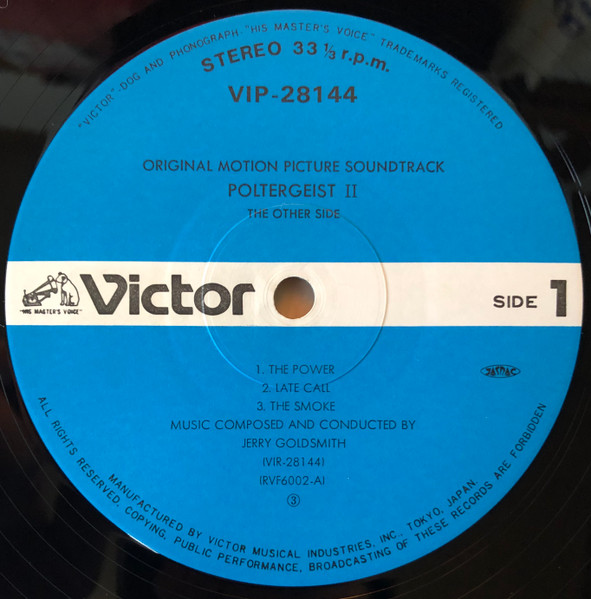 "VICTOR"-DOG AND PHONOGRAPH-"HIS MASTER'S VOICE" TRADEMARKS REGISTERED
STEREO 33 1/3 r.p.m.
VIP-28144
ORIGINAL MOTION PICTURE SOUNDTRACK
POLTERGEIST II
THE OTHER SIDE
"HIS MASTER'S VOICE"
Victor
SIDE 1
JASRAC
1. THE POWER
2. LATE CALL
3. THE SMOKE
MUSIC COMPOSED AND CONDUCTED BY
JERRY GOLDSMITH
(VIR-28144)
(RVF6002-A)
③
MANUFACTURED BY VICTOR MUSICAL INDUSTRIES, INC., TOKYO, JAPAN.
ALL RIGHTS RESERVED. COPYING, PUBLIC PERFORMANCE, BROADCASTING OF THESE RECORDS ARE FORBIDDEN